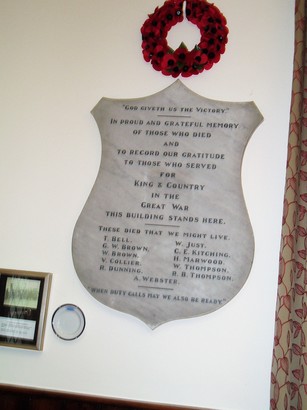 "God giveth us the Victory."
In proud and grateful memory
of those who died
and
to record our gratitude
to those who served
for
King & Country
in the
Great War
this building stands here.
These died that we might live.
T. Bell.
G. W. Brown.
W. Brown.
V. Collier.
R. Dunning.
W. Just.
G. E. Kitching.
H. Marwood.
W. Thompson.
R. B. Thompson.
A. Webster.
"When duty calls may we also be ready."